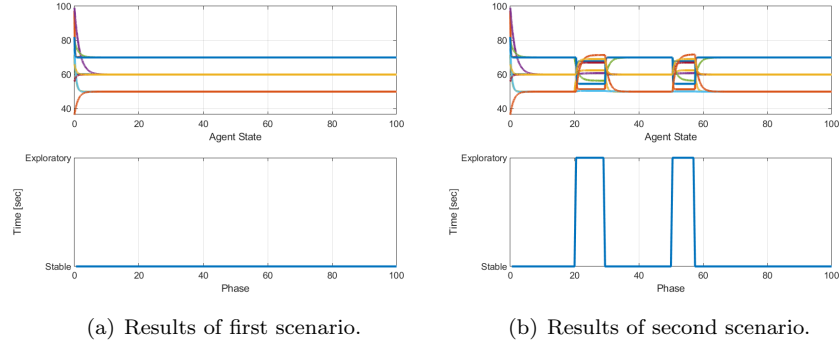 100
80
60
40
0 20 40 60 80 100
Agent State
Exploratory
Stable
0 20 40 60 80 100
Phase
Time [sec]
(a) Results of first scenario.
100
80
60
40
0 20 40 60 80 100
Agent State
Exploratory
Stable
0 20 40 60 80 100
Phase
Time [sec]
(b) Results of second scenario.